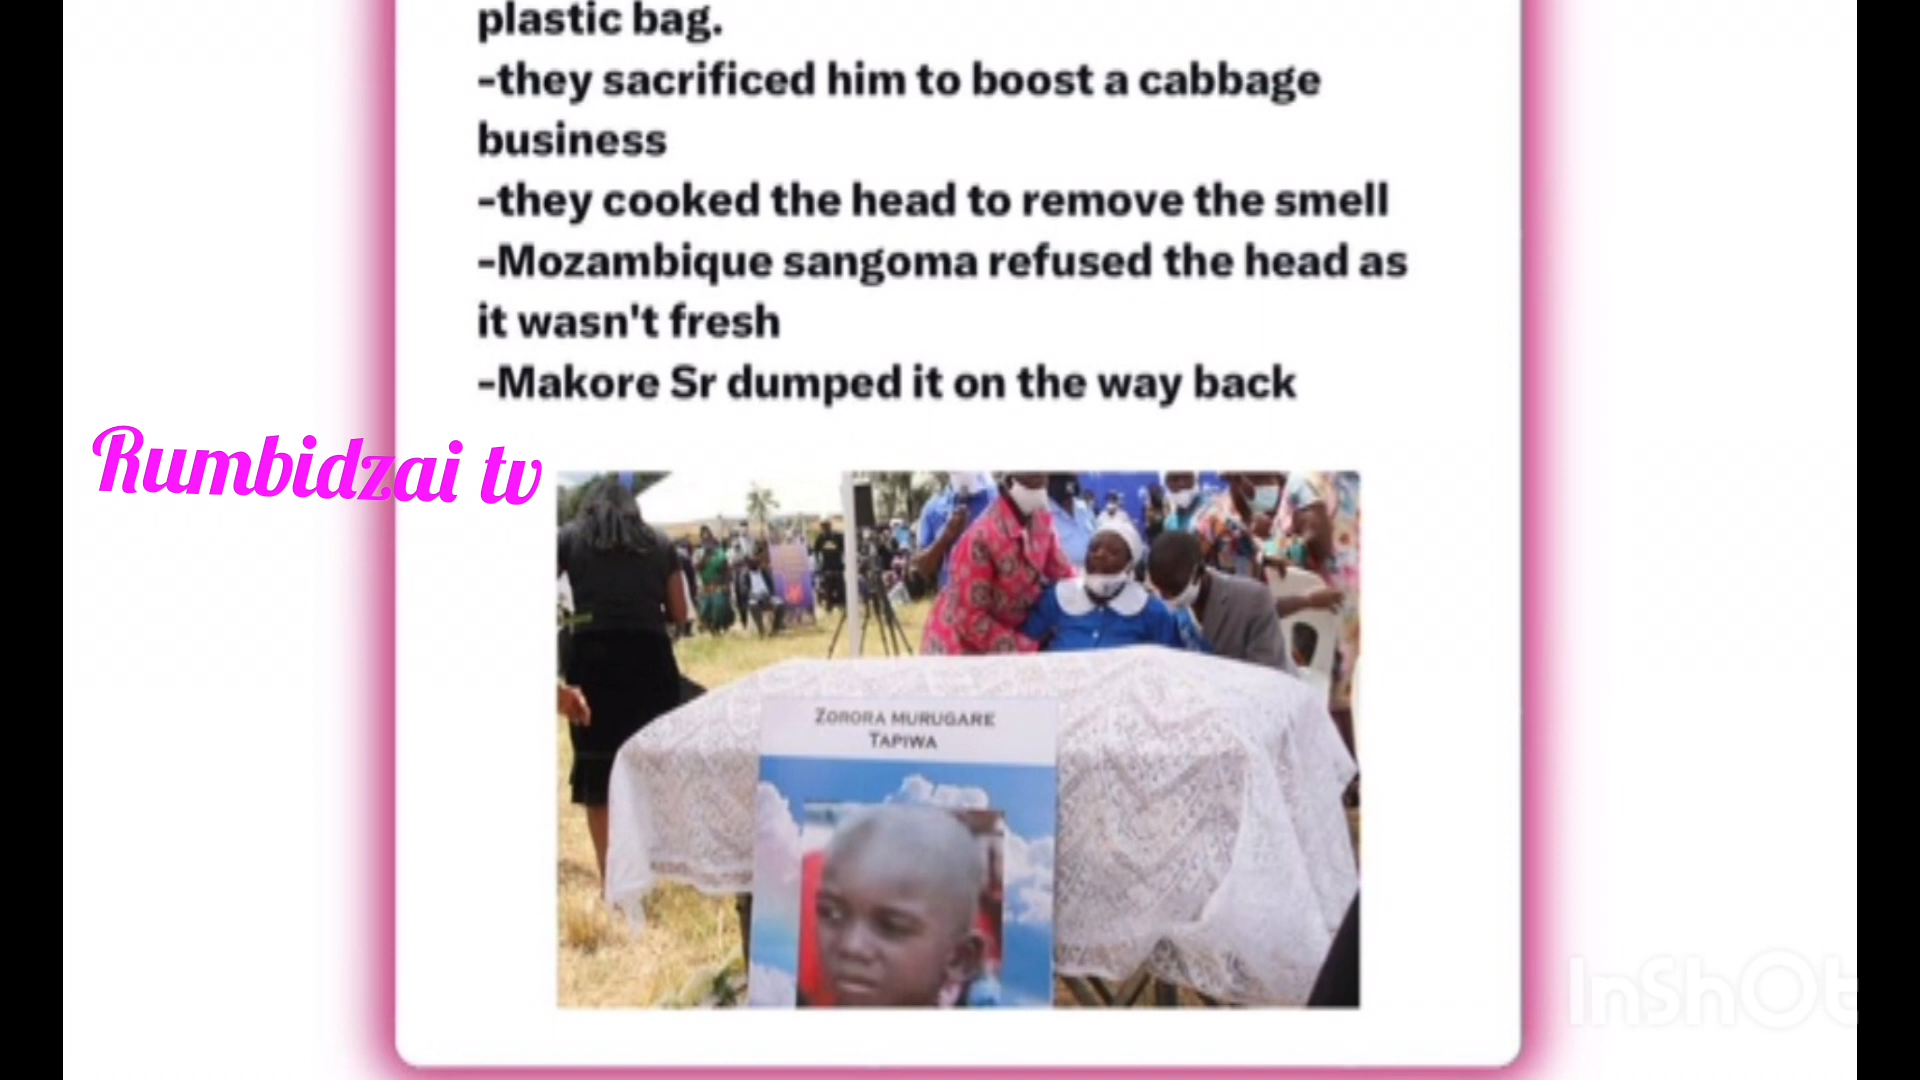 plastic bag.
-they sacrificed him to boost a cabbage
business
-they cooked the head to remove the smell
-Mozambique sangoma refused the head as
it wasn't fresh
-Makore Sr dumped it on the way back
Rumbidzai tv
ZORORA MURUGARE
TAPIWA
InShOt